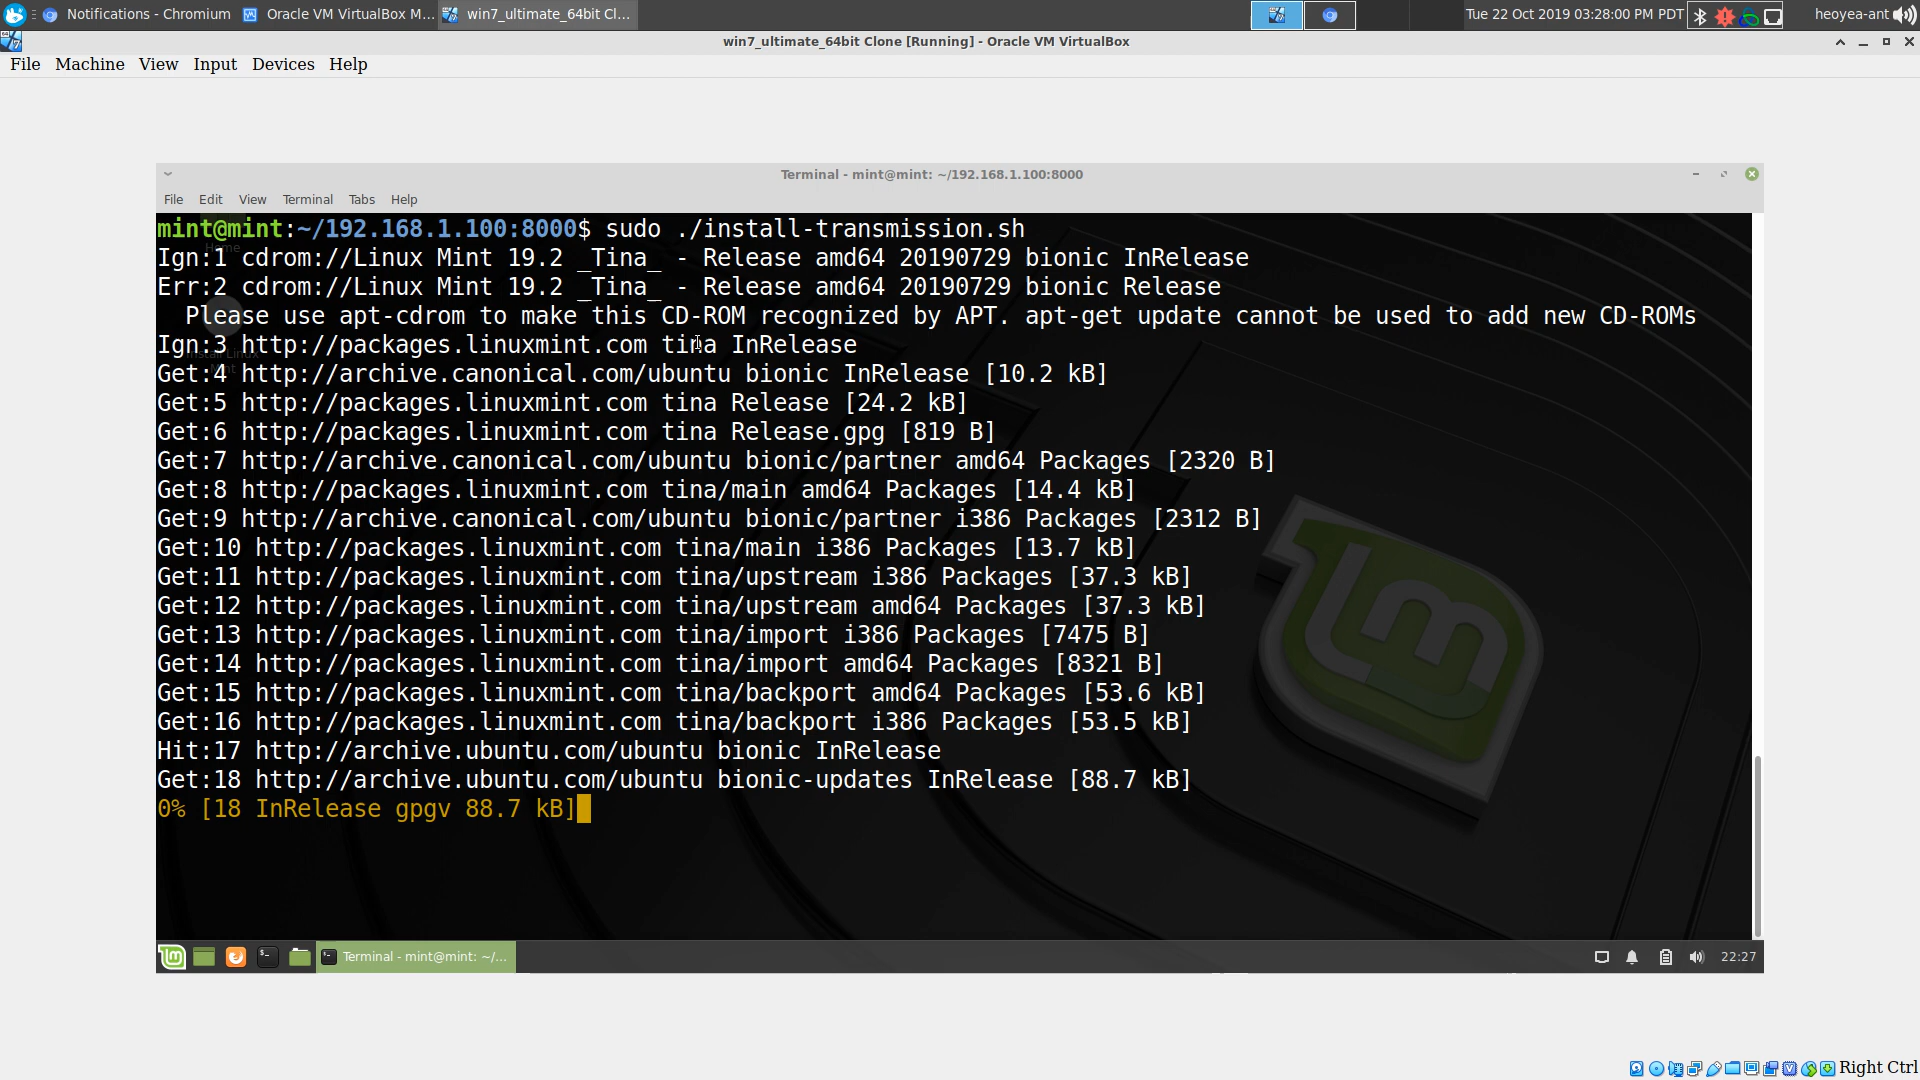 Notifications - Chromium
Oracle VM VirtualBox M...
win7_ultimate_64bit Cl...
Tue 22 Oct 2019 03:28:00 PM PDT
heoyea-ant
win7_ultimate_64bit Clone [Running] - Oracle VM VirtualBox
File Machine View Input Devices Help
Terminal - mint@mint: ~/192.168.1.100:8000
File Edit View Terminal Tabs Help
mint@mint:~/192.168.1.100:8000$ sudo ./install-transmission.sh
Home
Ign:1 cdrom://Linux Mint 19.2 _Tina_ - Release amd64 20190729 bionic InRelease
Err:2 cdrom://Linux Mint 19.2 _Tina_ - Release amd64 20190729 bionic Release
Please use apt-cdrom to make this CD-ROM recognized by APT. apt-get update cannot be used to add new CD-ROMs
Ign:3 http://packages.linuxmint.com tina InRelease
Install Linux
Mint
Get:4 http://archive.canonical.com/ubuntu bionic InRelease [10.2 kB]
Get:5 http://packages.linuxmint.com tina Release [24.2 kB]
Get:6 http://packages.linuxmint.com tina Release.gpg [819 B]
Get:7 http://archive.canonical.com/ubuntu bionic/partner amd64 Packages [2320 B]
Get:8 http://packages.linuxmint.com tina/main amd64 Packages [14.4 kB]
Get:9 http://archive.canonical.com/ubuntu bionic/partner i386 Packages [2312 B]
Get:10 http://packages.linuxmint.com tina/main i386 Packages [13.7 kB]
Get:11 http://packages.linuxmint.com tina/upstream i386 Packages [37.3 kB]
Get:12 http://packages.linuxmint.com tina/upstream amd64 Packages [37.3 kB]
Get:13 http://packages.linuxmint.com tina/import i386 Packages [7475 B]
Get:14 http://packages.linuxmint.com tina/import amd64 Packages [8321 B]
Get:15 http://packages.linuxmint.com tina/backport amd64 Packages [53.6 kB]
Get:16 http://packages.linuxmint.com tina/backport i386 Packages [53.5 kB]
Hit:17 http://archive.ubuntu.com/ubuntu bionic InRelease
Get:18 http://archive.ubuntu.com/ubuntu bionic-updates InRelease [88.7 kB]
0% [18 InRelease gpgv 88.7 kB]
Terminal - mint@mint: ~/...
22:27
Right Ctrl